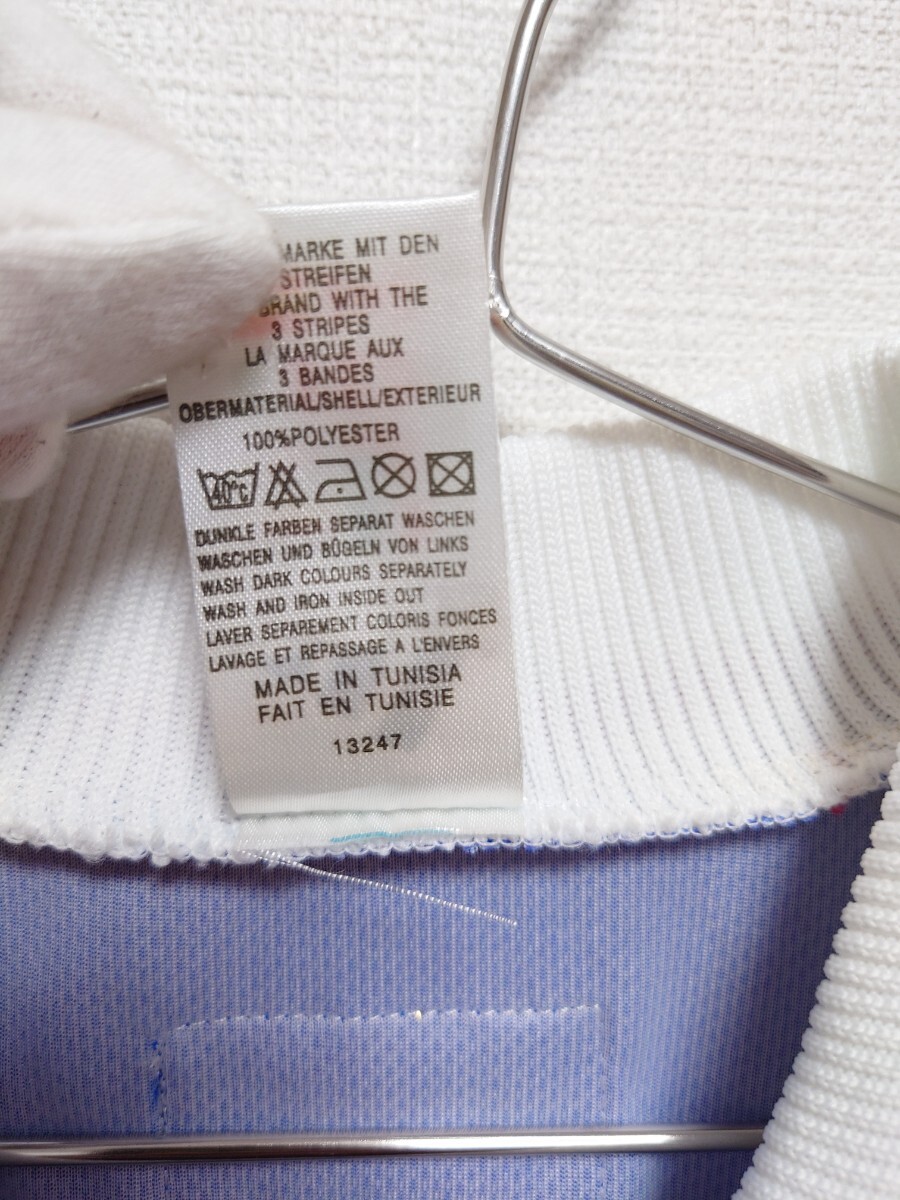 MARKE MIT DEN
STREIFEN
BRAND WITH THE
3 STRIPES
LA MARQUE AUX
3 BANDES
OBERMATERIAL/SHELL/EXTERIEUR
100%POLYESTER
40°c
DUNKLE FARBEN SEPARAT WASCHEN
WASCHEN UND BÜGELN VON LINKS
WASH DARK COLOURS SEPARATELY
WASH AND IRON INSIDE OUT
LAVER SEPAREMENT COLORIS FONCES
LAVAGE ET REPASSAGE A L'ENVERS
MADE IN TUNISIA
FAIT EN TUNISIE
13247